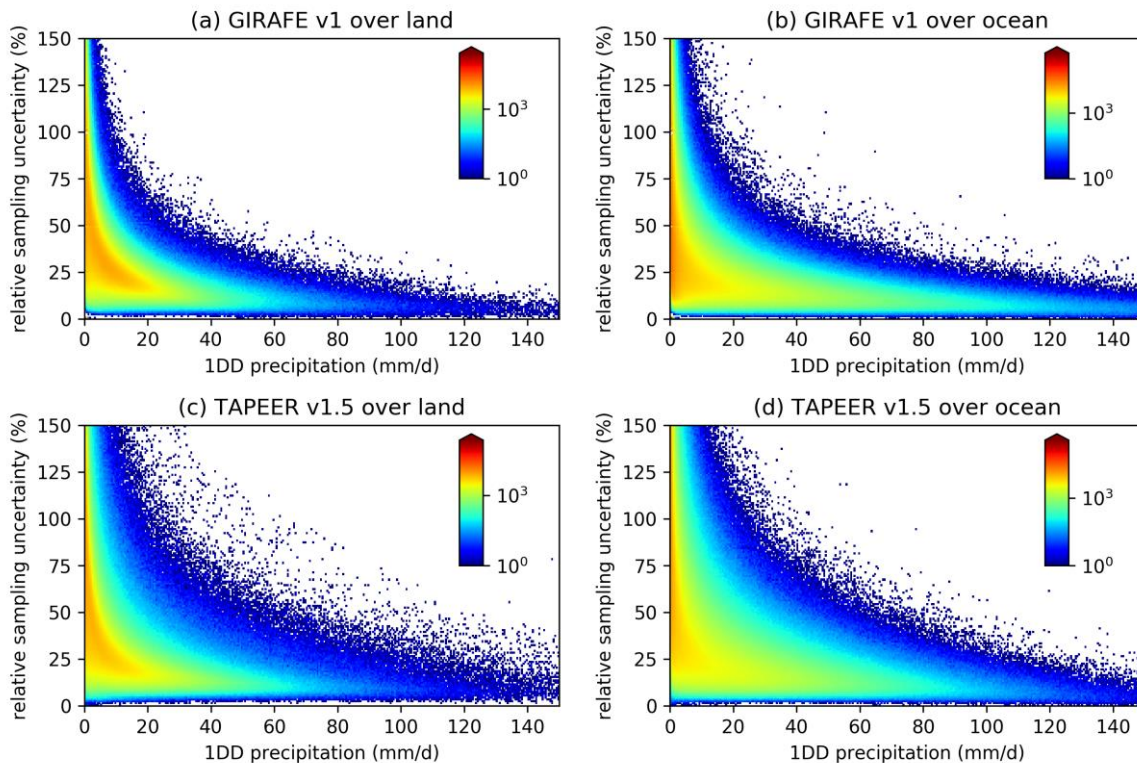 (a) GIRAFE v1 over land
(b) GIRAFE v1 over ocean
relative sampling uncertainty (%)
150
125
100
75
50
25
0
10³
10⁰
0 20 40 60 80 100 120 140
1DD precipitation (mm/d)
relative sampling uncertainty (%)
150
125
100
75
50
25
0
10³
10⁰
0 20 40 60 80 100 120 140
1DD precipitation (mm/d)
(c) TAPEER v1.5 over land
(d) TAPEER v1.5 over ocean
relative sampling uncertainty (%)
150
125
100
75
50
25
0
10³
10⁰
0 20 40 60 80 100 120 140
1DD precipitation (mm/d)
relative sampling uncertainty (%)
150
125
100
75
50
25
0
10³
10⁰
0 20 40 60 80 100 120 140
1DD precipitation (mm/d)